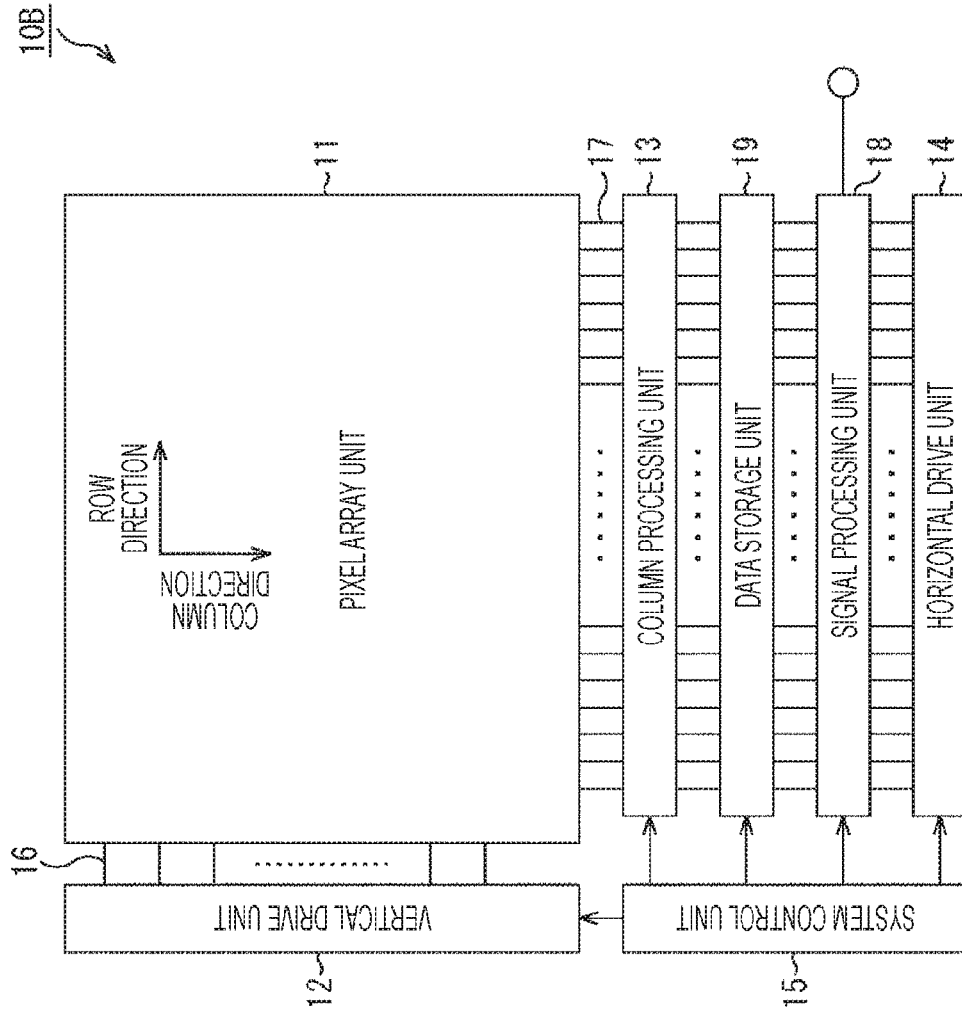 10B
ROW
DIRECTION
COLUMN
DIRECTION
PIXEL ARRAY UNIT
11
16
VERTICAL DRIVE UNIT
12
17
COLUMN PROCESSING UNIT
13
DATA STORAGE UNIT
19
SIGNAL PROCESSING UNIT
18
HORIZONTAL DRIVE UNIT
14
SYSTEM CONTROL UNIT
15